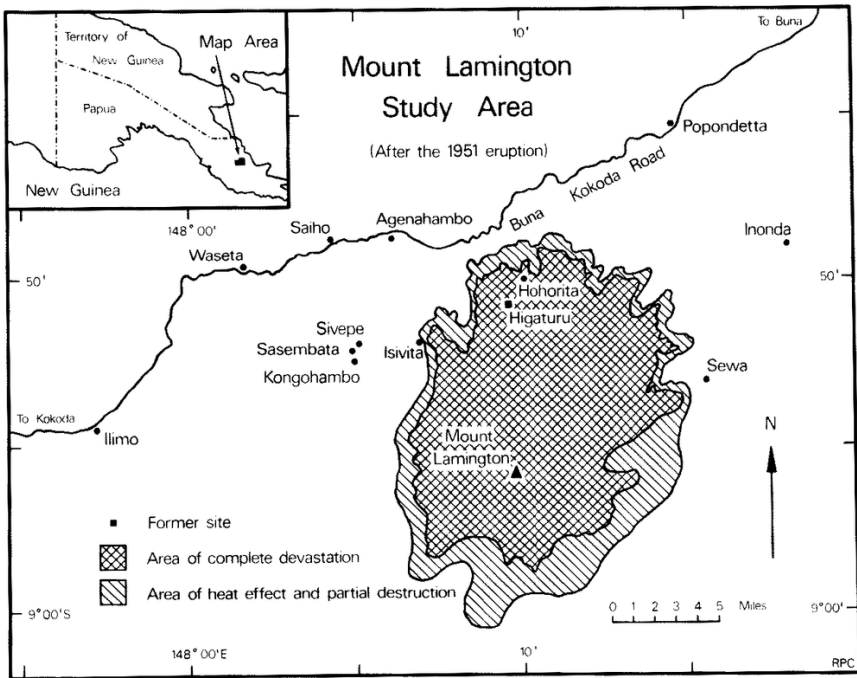 Territory of
New Guinea
Map Area
Papua
New Guinea
10'
To Buna
Mount Lamington
Study Area
(After the 1951 eruption)
Popondetta
Buna Kokoda Road
148° 00'
Saiho
Agenahambo
Inonda
Waseta
50'
50'
Hohorita
Higaturu
Sivepe
Sasembata
Isivita
Kongohambo
Sewa
To Kokoda
Ilimo
Mount
Lamington
N
Former site
Area of complete devastation
Area of heat effect and partial destruction
0 1 2 3 4 5 Miles
9° 00'S
9° 00'
148° 00'E
10'
RPC